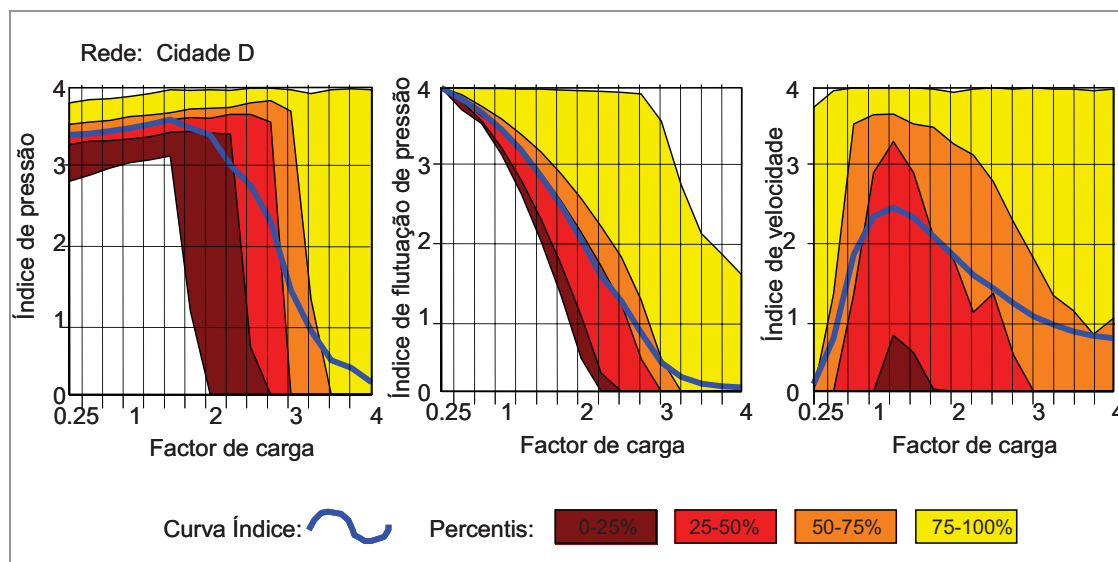 Rede: Cidade D
Índice de pressão
4
3
2
1
0
0.25 1 2 3 4
Factor de carga
Índice de flutuação de pressão
4
3
2
1
0
0.25 1 2 3 4
Factor de carga
Índice de velocidade
4
3
2
1
0
0.25 1 2 3 4
Factor de carga
Curva Índice:
Percentis: 0-25% 25-50% 50-75% 75-100%